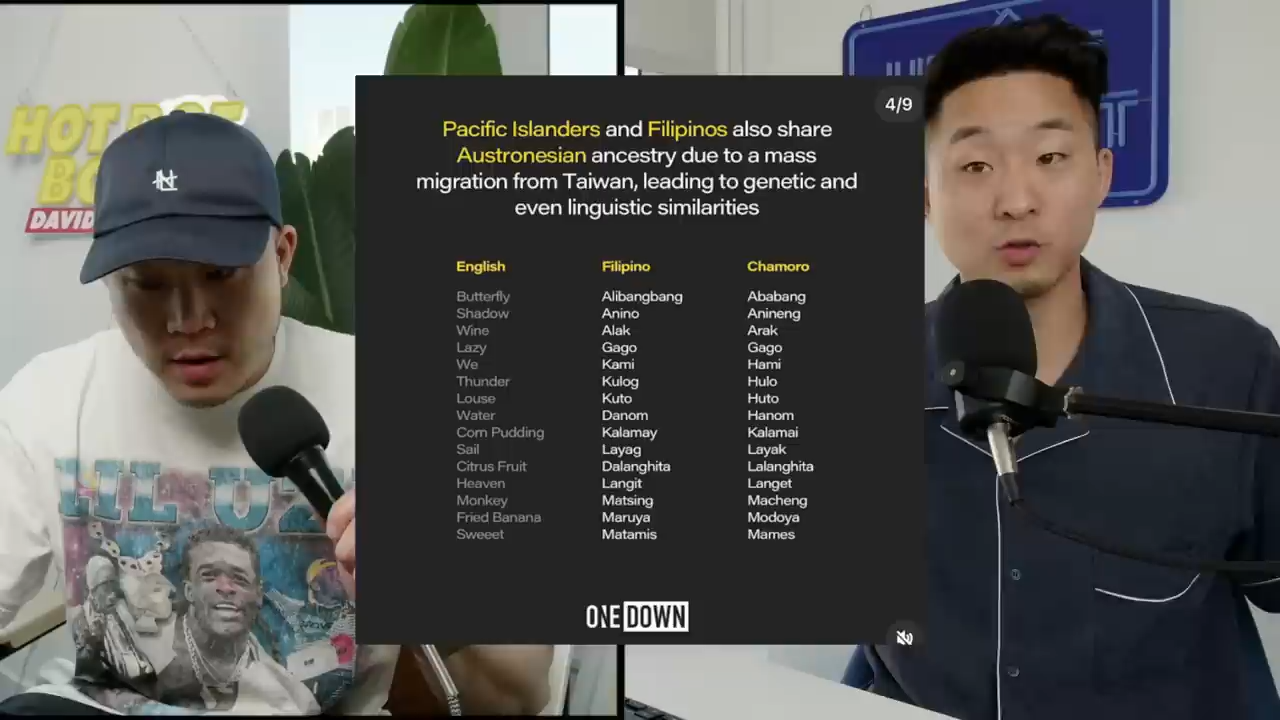 HOT POT
BO
DAVID
4/9
Pacific Islanders and Filipinos also share
Austronesian ancestry due to a mass
migration from Taiwan, leading to genetic and
even linguistic similarities
English Filipino Chamoro
Butterfly Alibangbang Ababang
Shadow Anino Anineng
Wine Alak Arak
Lazy Gago Gago
We Kami Hami
Thunder Kulog Hulo
Louse Kuto Huto
Water Danom Hanom
Corn Pudding Kalamay Kalamai
Sail Layag Layak
Citrus Fruit Dalanghita Lalanghita
Heaven Langit Langet
Monkey Matsing Macheng
Fried Banana Maruya Modoya
Sweeet Matamis Mames
ONE DOWN
LIL UZ